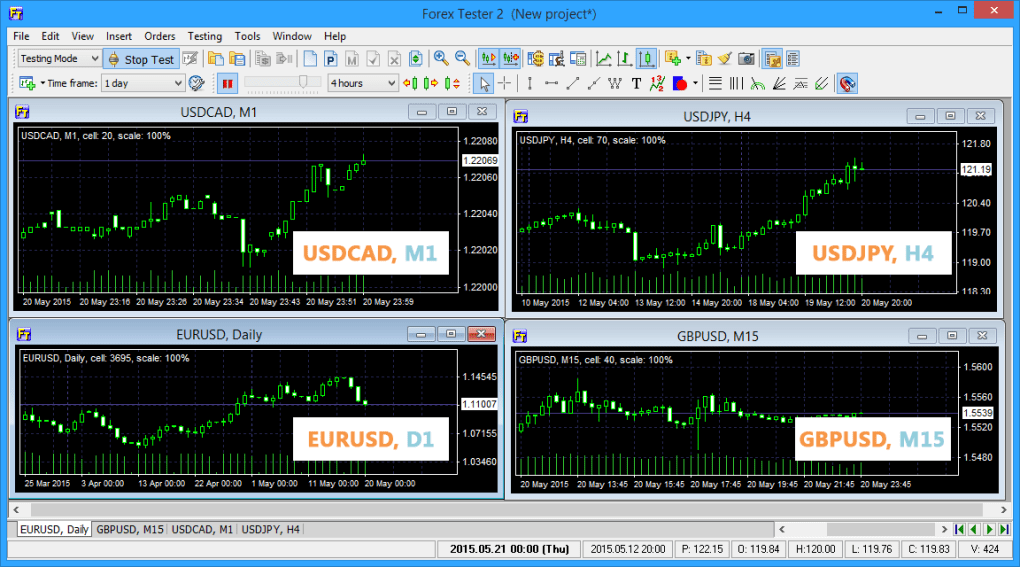 Forex Tester 2 (New project*)
File Edit View Insert Orders Testing Tools Window Help
Testing Mode Stop Test
Time frame: 1 day 4 hours
USDCAD, M1
USDCAD, M1, cell: 20, scale: 100%
1.22080
1.22069
1.22060
1.22040
1.22020
1.22000
USDCAD, M1
20 May 2015 20 May 23:16 20 May 23:26 20 May 23:34 20 May 23:43 20 May 23:51 20 May 23:59
USDJPY, H4
USDJPY, H4, cell: 70, scale: 100%
121.80
121.19
120.40
119.70
119.00
118.30
USDJPY, H4
10 May 2015 12 May 04:00 13 May 12:00 14 May 20:00 18 May 04:00 19 May 12:00 20 May 20:00
EURUSD, Daily
EURUSD, Daily, cell: 3695, scale: 100%
1.14545
1.11007
1.07155
1.03460
EURUSD, D1
25 Mar 2015 3 Apr 00:00 13 Apr 00:00 22 Apr 00:00 1 May 00:00 11 May 00:00 20 May 00:00
GBPUSD, M15
GBPUSD, M15, cell: 40, scale: 100%
1.5600
1.5560
1.5539
1.5520
1.5480
GBPUSD, M15
20 May 2015 20 May 13:45 20 May 15:45 20 May 17:45 20 May 19:45 20 May 21:45 20 May 23:45
EURUSD, Daily GBPUSD, M15 USDCAD, M1 USDJPY, H4
2015.05.21 00:00 (Thu) 2015.05.12 20:00 P: 122.15 O: 119.84 H:120.00 L: 119.76 C: 119.83 V: 424